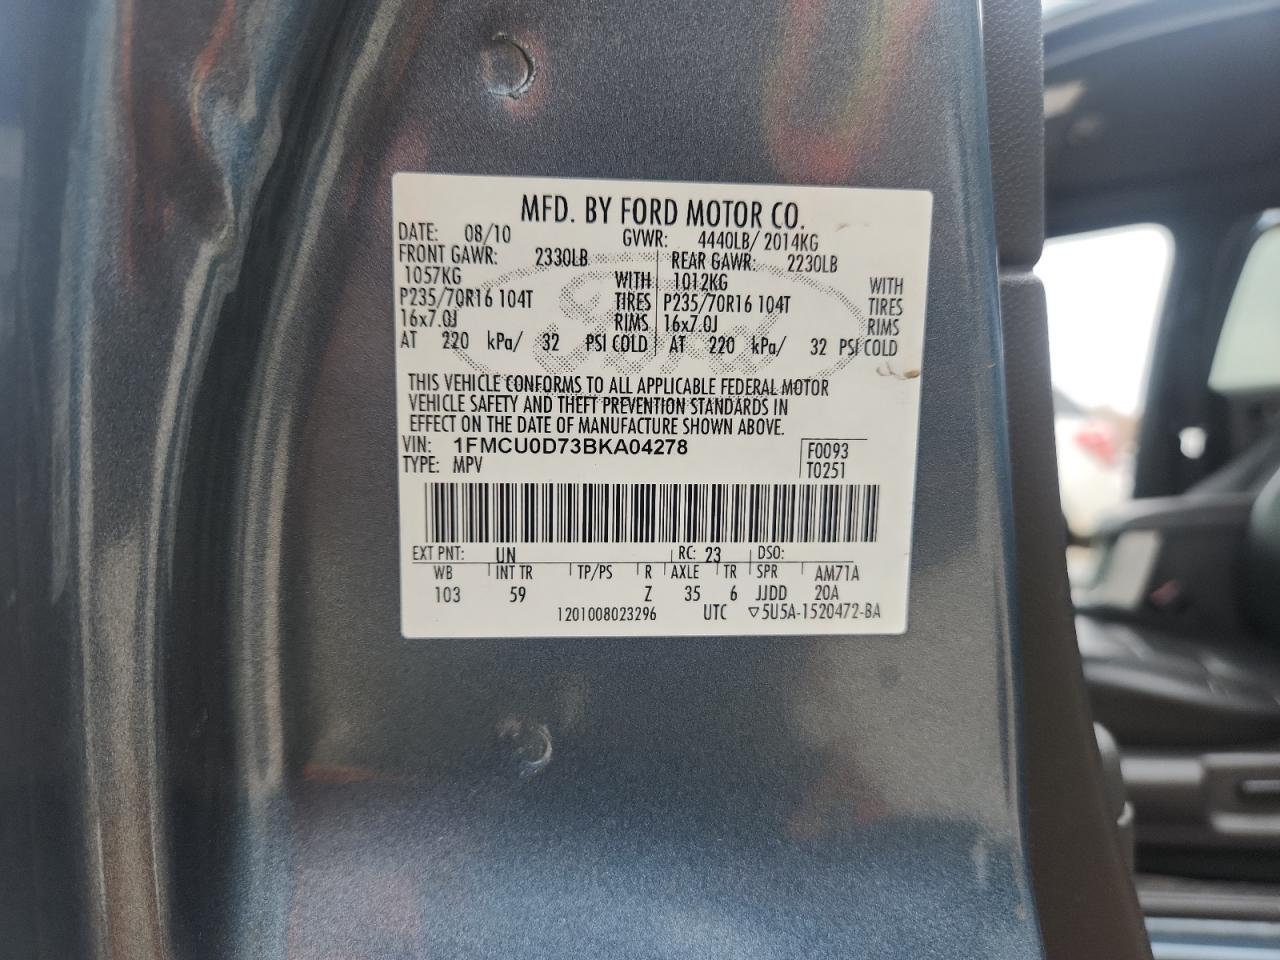 MFD. BY FORD MOTOR CO.
DATE: 08/10 GVWR: 4440LB/ 2014KG
FRONT GAWR: 2330LB REAR GAWR: 2230LB
1057KG WITH 1012KG WITH
P235/70R16 104T TIRES P235/70R16 104T TIRES
16x7.0J RIMS 16x7.0J RIMS
AT 220 kPa/ 32 PSI COLD AT 220 kPa/ 32 PSI COLD
THIS VEHICLE CONFORMS TO ALL APPLICABLE FEDERAL MOTOR
VEHICLE SAFETY AND THEFT PREVENTION STANDARDS IN
EFFECT ON THE DATE OF MANUFACTURE SHOWN ABOVE.
VIN: 1FMCU0D73BKA04278 F0093
TYPE: MPV T0251
EXT PNT: UN RC: 23 DSO:
WB INT TR TP/PS R AXLE TR SPR AM71A
103 59 Z 35 6 JJDD 20A
1201008023296 UTC ▽5U5A-1520472-BA